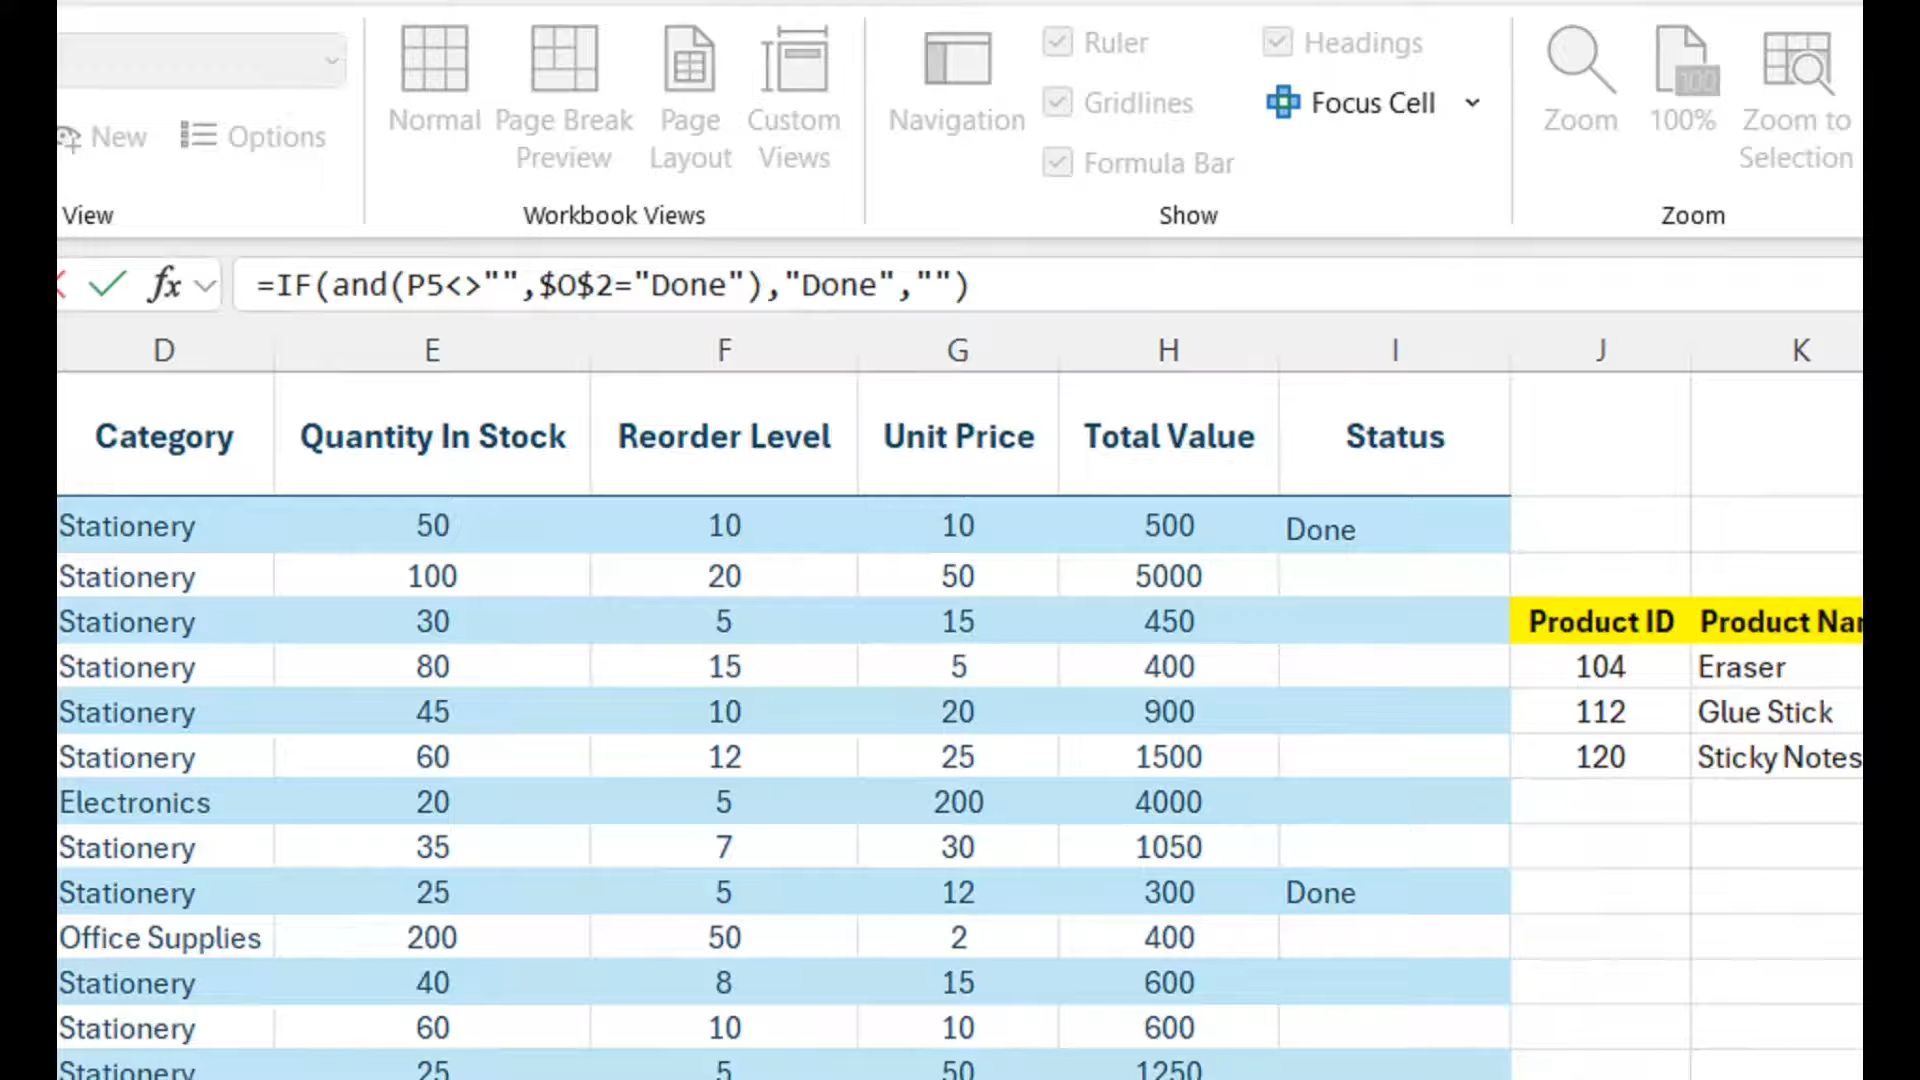 Normal
Page Break Preview
Page Layout
Custom Views
Navigation
Ruler
Headings
Gridlines
Focus Cell
Formula Bar
Zoom
100
100%
Zoom to Selection
New
Options
View
Workbook Views
Show
Zoom
fx
=IF(and(P5<>"",$O$2="Done"),"Done","")
D E F G H I J K
Category Quantity In Stock Reorder Level Unit Price Total Value Status
Stationery 50 10 10 500 Done
Stationery 100 20 50 5000
Stationery 30 5 15 450 Product ID Product Nar
Stationery 80 15 5 400 104 Eraser
Stationery 45 10 20 900 112 Glue Stick
Stationery 60 12 25 1500 120 Sticky Notes
Electronics 20 5 200 4000
Stationery 35 7 30 1050
Stationery 25 5 12 300 Done
Office Supplies 200 50 2 400
Stationery 40 8 15 600
Stationery 60 10 10 600
Stationery 25 5 50 1250